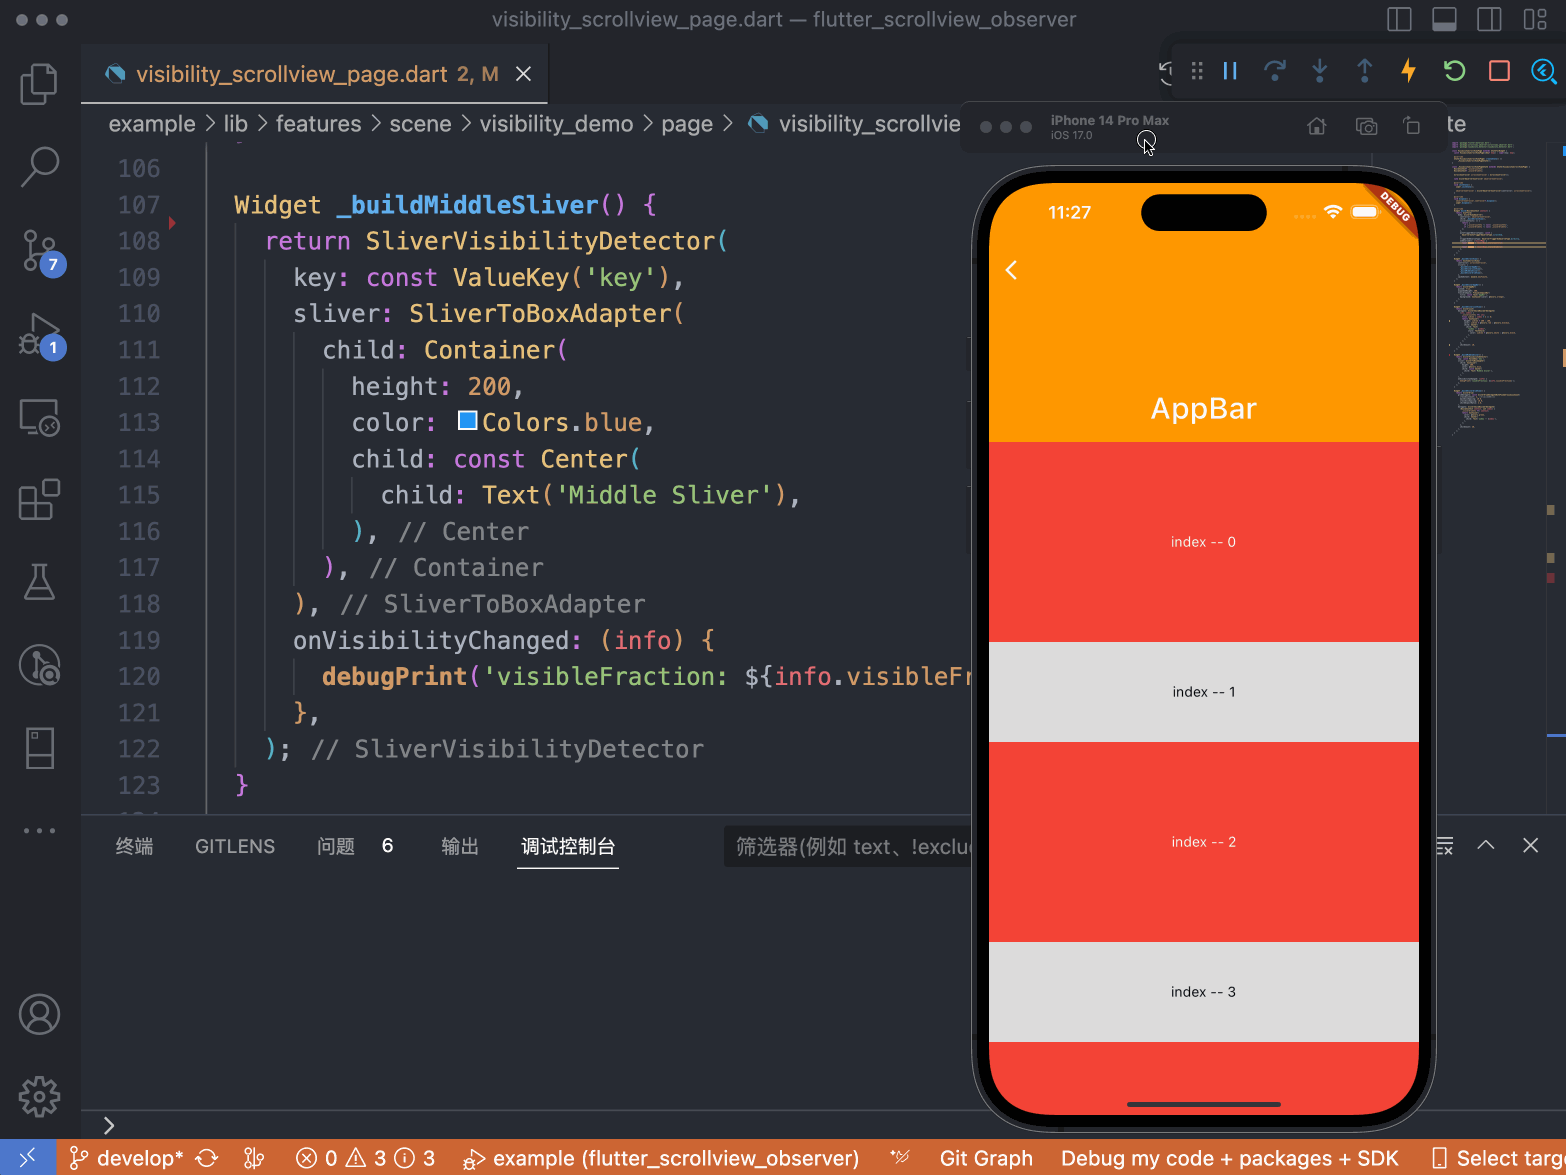 visibility_scrollview_page.dart — flutter_scrollview_observer
visibility_scrollview_page.dart 2, M
example > lib > features > scene > visibility_demo > page > visibility_scrollvie
te
106
107 Widget _buildMiddleSliver() {
108 return SliverVisibilityDetector(
109 key: const ValueKey('key'),
110 sliver: SliverToBoxAdapter(
111 child: Container(
112 height: 200,
113 color: Colors.blue,
114 child: const Center(
115 child: Text('Middle Sliver'),
116 ), // Center
117 ), // Container
118 ), // SliverToBoxAdapter
119 onVisibilityChanged: (info) {
120 debugPrint('visibleFraction: ${info.visibleFr
121 },
122 ); // SliverVisibilityDetector
123 }
7
1
iPhone 14 Pro Max
iOS 17.0
11:27
DEBUG
AppBar
index -- 0
index -- 1
index -- 2
index -- 3
终端 GITLENS 问题 6 输出 调试控制台
筛选器(例如 text、!exclu
develop* 0 3 3 example (flutter_scrollview_observer) Git Graph Debug my code + packages + SDK Select targ